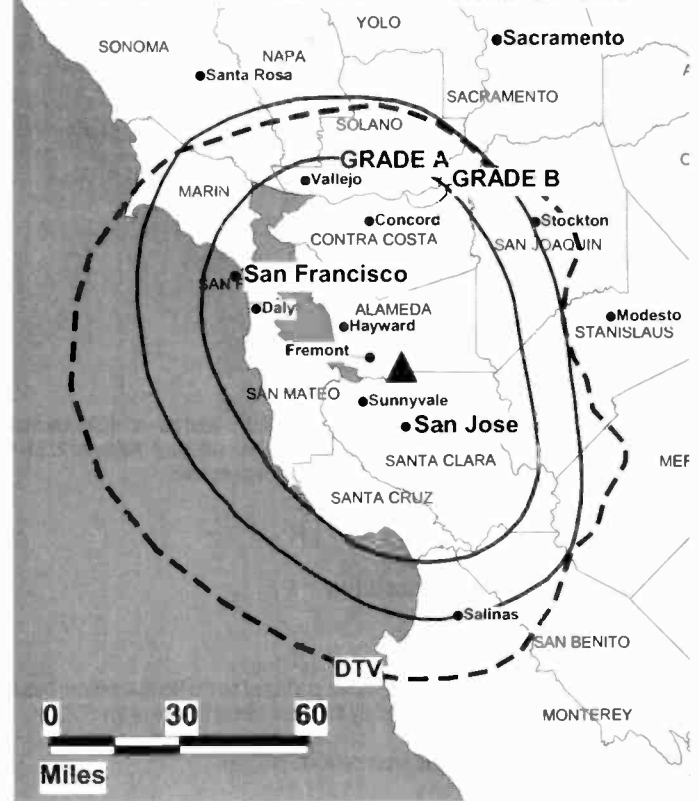 YOLO
SONOMA
Sacramento
NAPA
Santa Rosa
SACRAMENTO
SOLANO
GRADE A
GRADE B
Vallejo
MARIN
Concord
Stockton
CONTRA COSTA
SAN JOAQUIN
San Francisco
SAN F
Daly
ALAMEDA
Modesto
Hayward
STANISLAUS
Fremont
SAN MATEO
Sunnyvale
San Jose
SANTA CLARA
MER
SANTA CRUZ
Salinas
SAN BENITO
DTV
MONTEREY
0 30 60
Miles